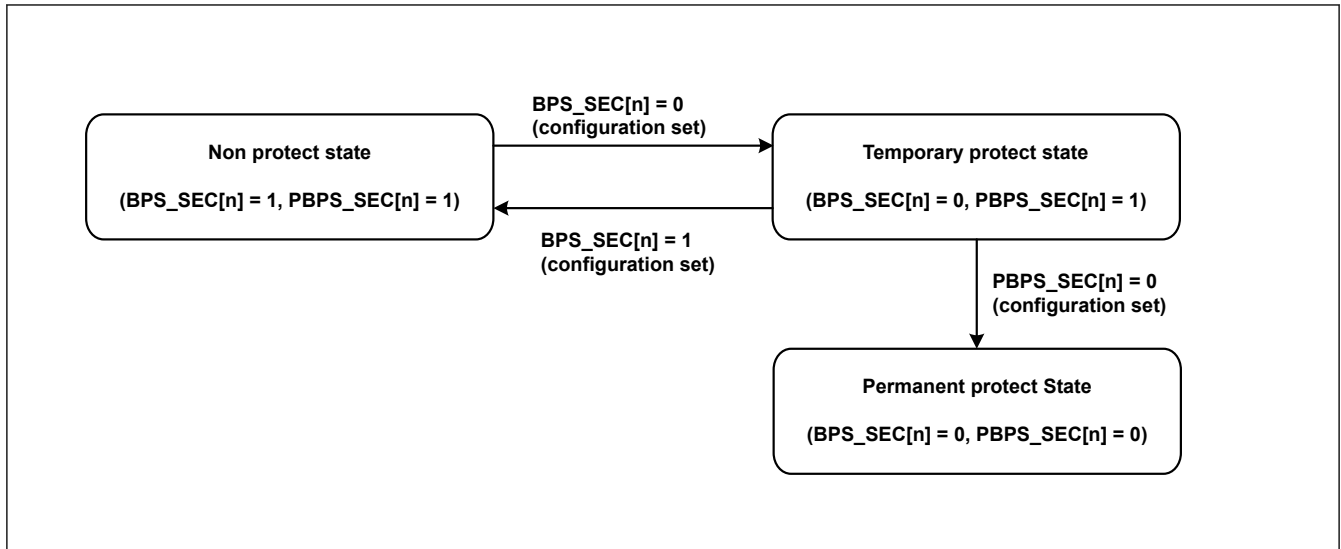 BPS_SEC[n] = 0
(configuration set)
Non protect state
(BPS_SEC[n] = 1, PBPS_SEC[n] = 1)
Temporary protect state
(BPS_SEC[n] = 0, PBPS_SEC[n] = 1)
BPS_SEC[n] = 1
(configuration set)
PBPS_SEC[n] = 0
(configuration set)
Permanent protect State
(BPS_SEC[n] = 0, PBPS_SEC[n] = 0)